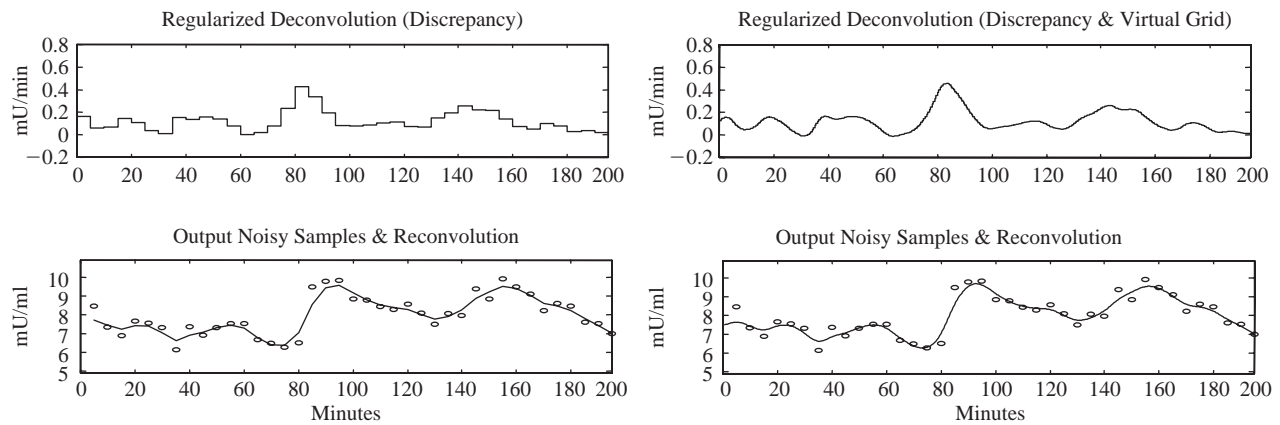 Regularized Deconvolution (Discrepancy)
mU/min
0.8
0.6
0.4
0.2
0
−0.2
0 20 40 60 80 100 120 140 160 180 200
Regularized Deconvolution (Discrepancy & Virtual Grid)
mU/min
0.8
0.6
0.4
0.2
0
−0.2
0 20 40 60 80 100 120 140 160 180 200
Output Noisy Samples & Reconvolution
mU/ml
10
9
8
7
6
5
0 20 40 60 80 100 120 140 160 180 200
Minutes
Output Noisy Samples & Reconvolution
mU/ml
10
9
8
7
6
5
0 20 40 60 80 100 120 140 160 180 200
Minutes